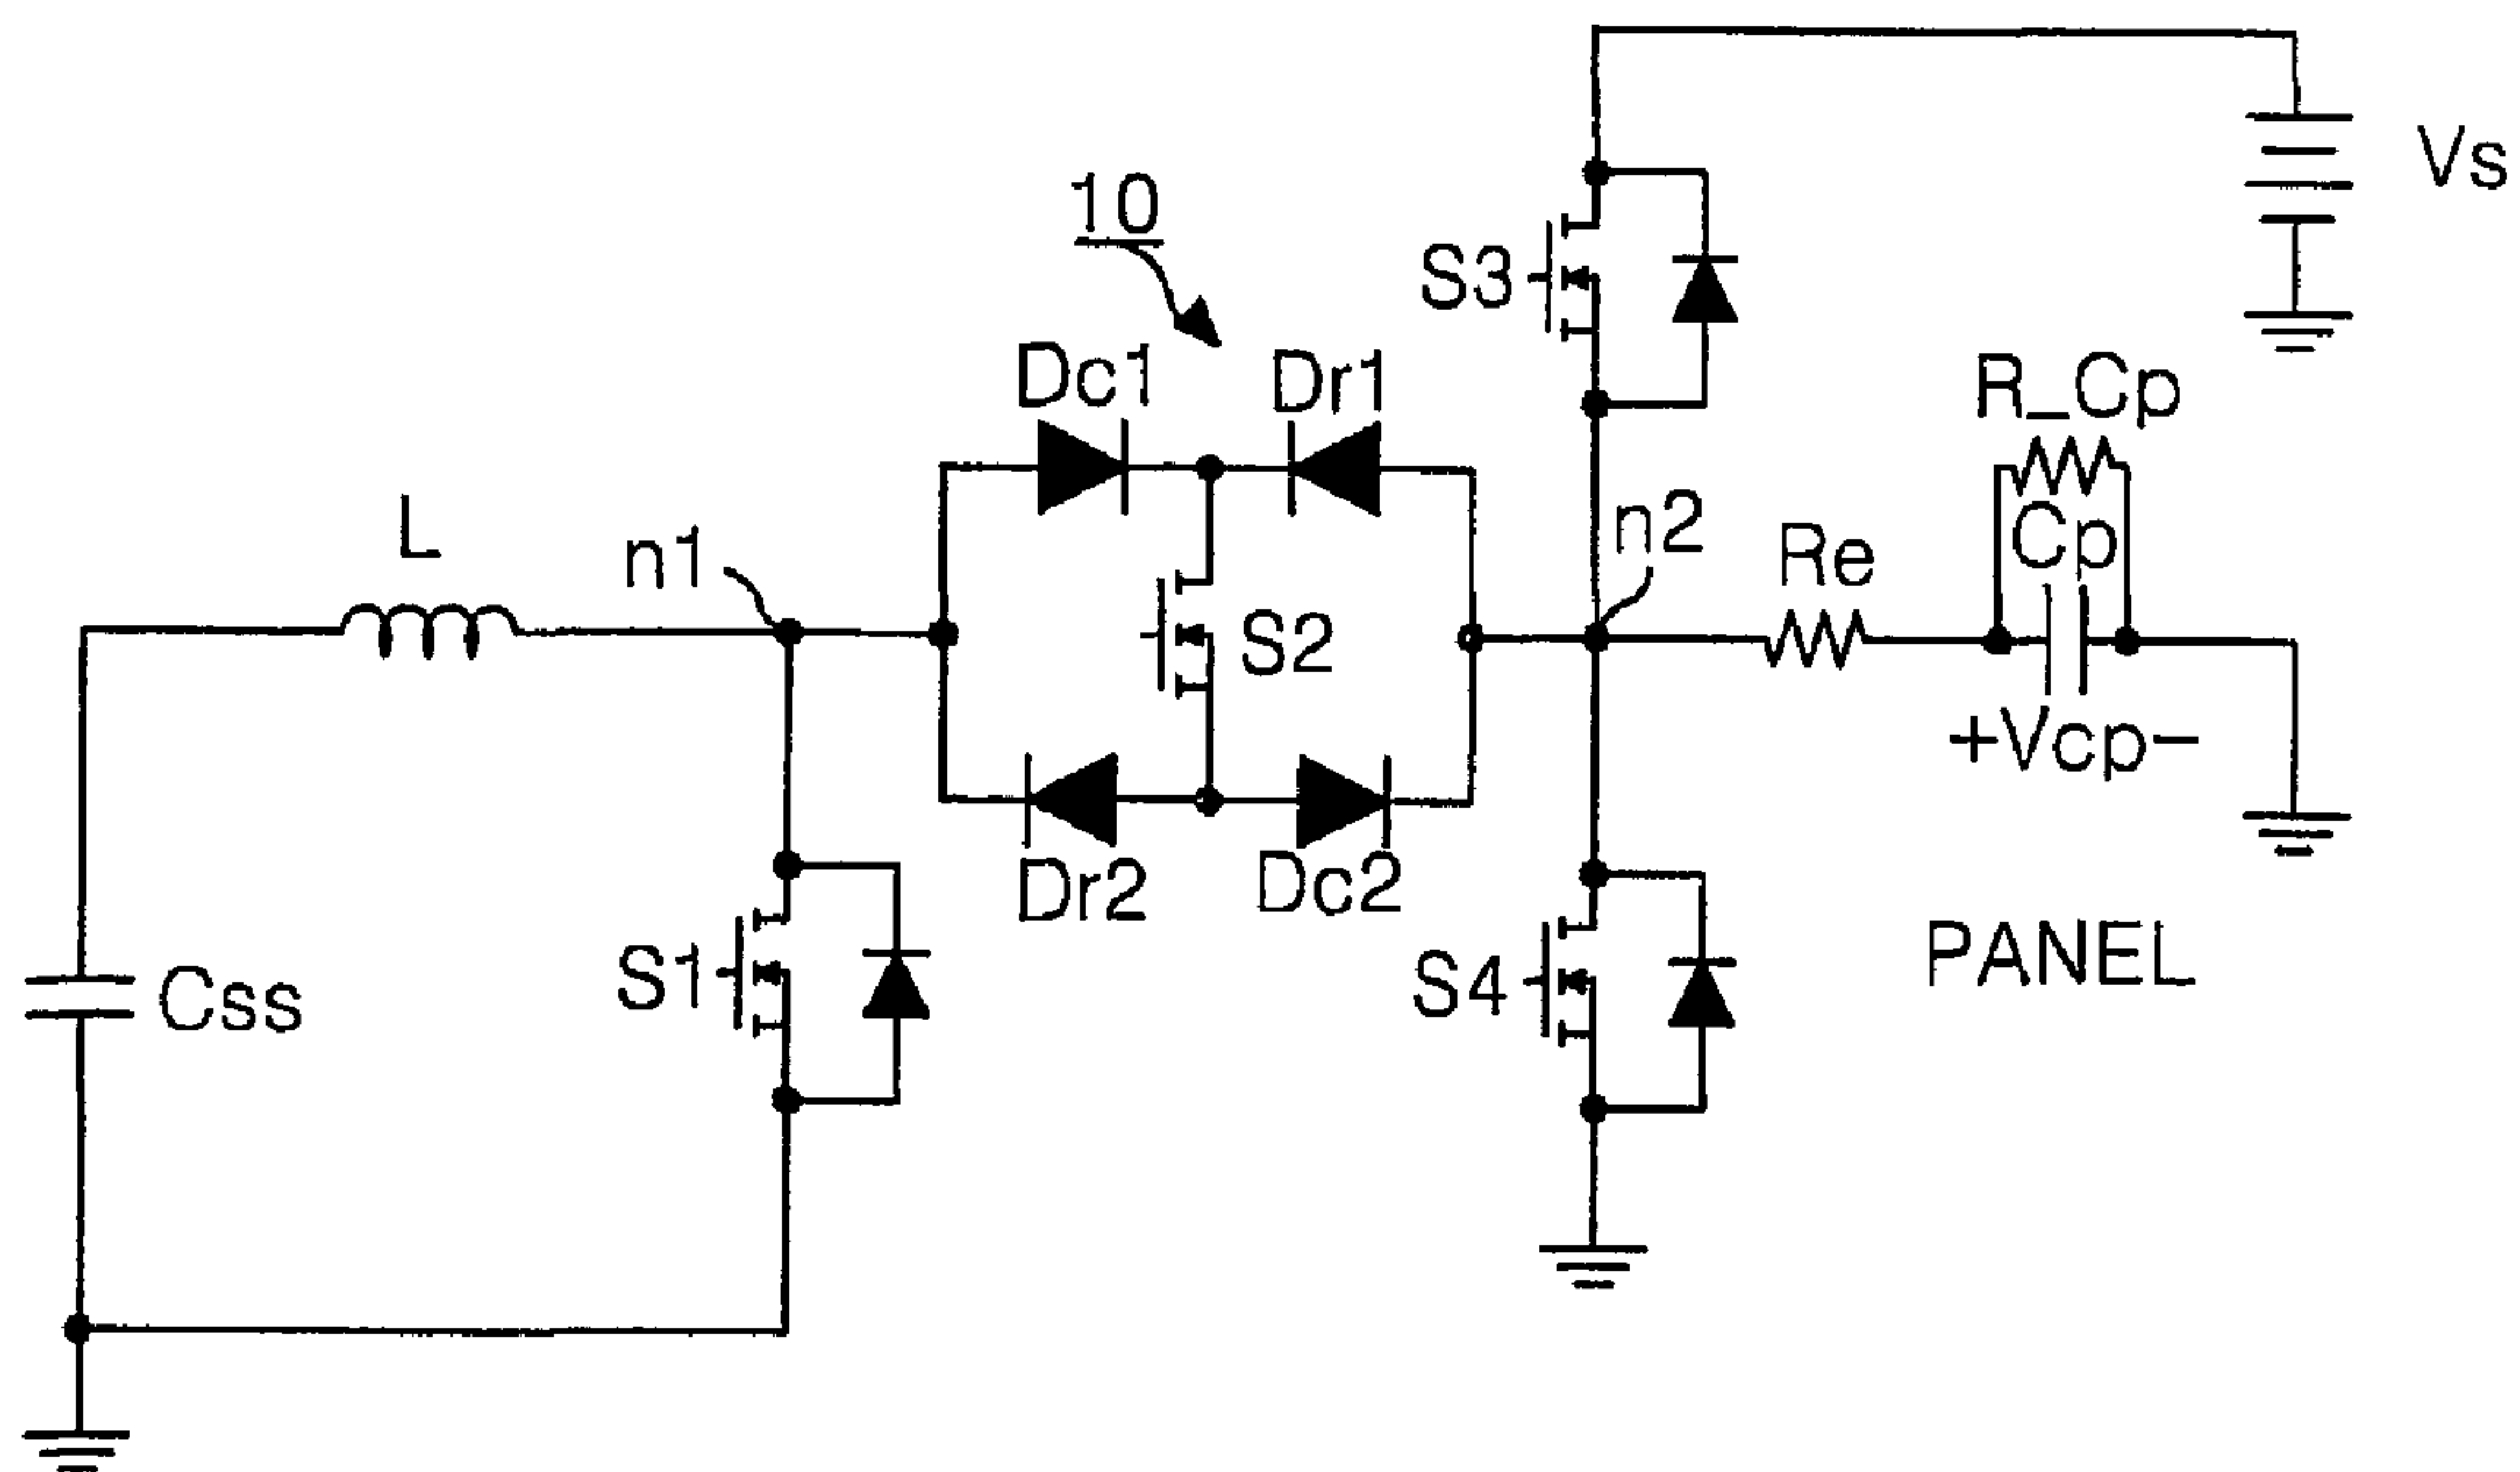 Vs
10
S3
Dc1
Dr1
R_Cp
L
n1
n2
Re
Cp
S2
+Vcp-
Dr2
Dc2
S1
Css
S4
PANEL